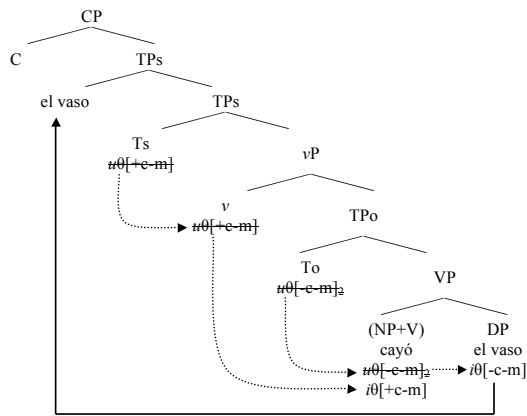 CP
C TPs
el vaso TPs
Ts vP
uθ[+c-m]
v TPo
uθ[+c-m]
To VP
uθ[-c-m]₂
(NP+V) DP
cayó el vaso
uθ[-c-m]₂ iθ[-c-m]
iθ[+c-m]